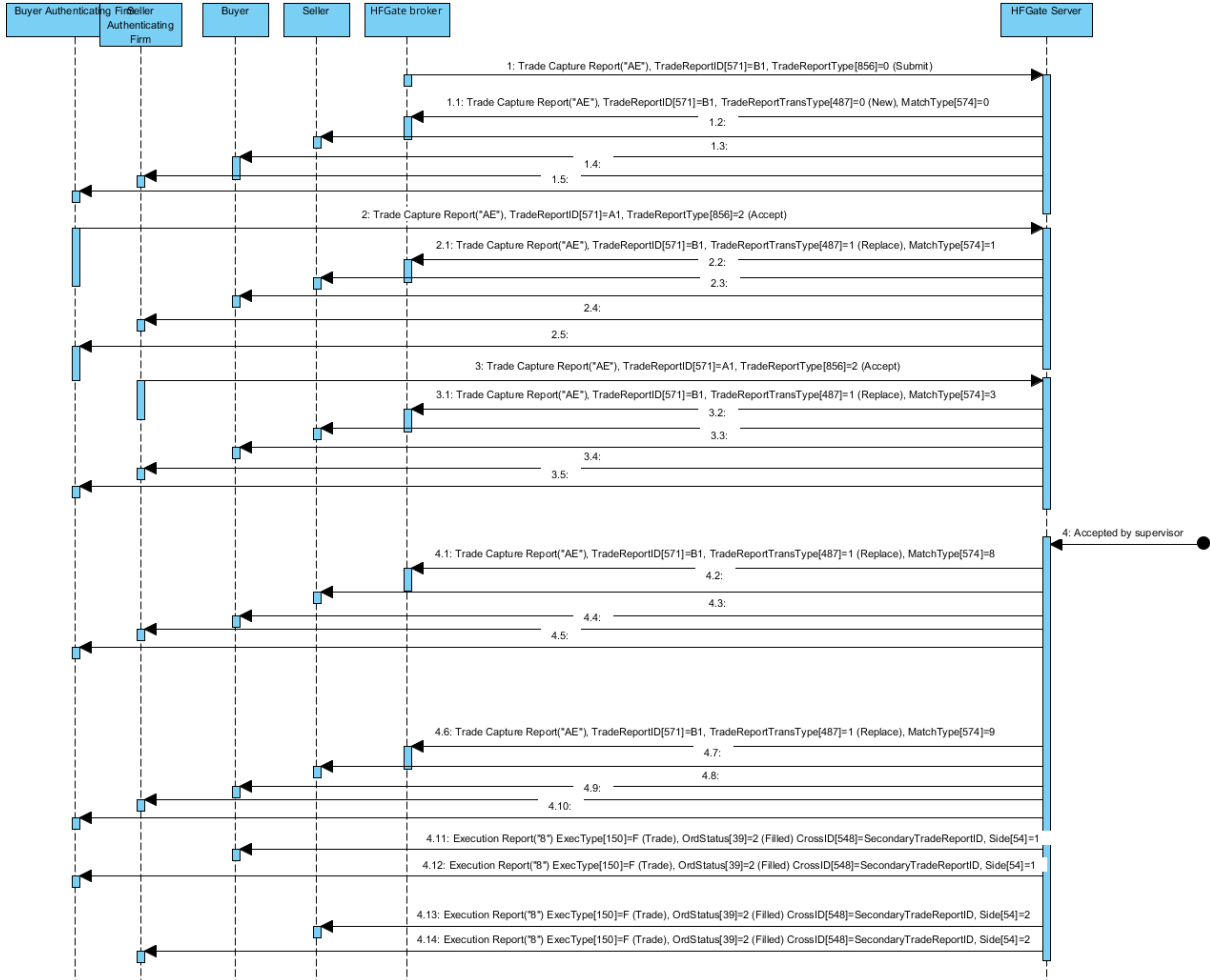 Buyer Authenticating Firm
Seller
Authenticating
Firm
Buyer
Seller
HFGate broker
HFGate Server
1: Trade Capture Report("AE"), TradeReportID[571]=B1, TradeReportType[856]=0 (Submit)
1.1: Trade Capture Report("AE"), TradeReportID[571]=B1, TradeReportTransType[487]=0 (New), MatchType[574]=0
1.2:
1.3:
1.4:
1.5:
2: Trade Capture Report("AE"), TradeReportID[571]=A1, TradeReportType[856]=2 (Accept)
2.1: Trade Capture Report("AE"), TradeReportID[571]=B1, TradeReportTransType[487]=1 (Replace), MatchType[574]=1
2.2:
2.3:
2.4:
2.5:
3: Trade Capture Report("AE"), TradeReportID[571]=A1, TradeReportType[856]=2 (Accept)
3.1: Trade Capture Report("AE"), TradeReportID[571]=B1, TradeReportTransType[487]=1 (Replace), MatchType[574]=3
3.2:
3.3:
3.4:
3.5:
4: Accepted by supervisor
4.1: Trade Capture Report("AE"), TradeReportID[571]=B1, TradeReportTransType[487]=1 (Replace), MatchType[574]=8
4.2:
4.3:
4.4:
4.5:
4.6: Trade Capture Report("AE"), TradeReportID[571]=B1, TradeReportTransType[487]=1 (Replace), MatchType[574]=9
4.7:
4.8:
4.9:
4.10:
4.11: Execution Report("8") ExecType[150]=F (Trade), OrdStatus[39]=2 (Filled) CrossID[548]=SecondaryTradeReportID, Side[54]=1
4.12: Execution Report("8") ExecType[150]=F (Trade), OrdStatus[39]=2 (Filled) CrossID[548]=SecondaryTradeReportID, Side[54]=1
4.13: Execution Report("8") ExecType[150]=F (Trade), OrdStatus[39]=2 (Filled) CrossID[548]=SecondaryTradeReportID, Side[54]=2
4.14: Execution Report("8") ExecType[150]=F (Trade), OrdStatus[39]=2 (Filled) CrossID[548]=SecondaryTradeReportID, Side[54]=2